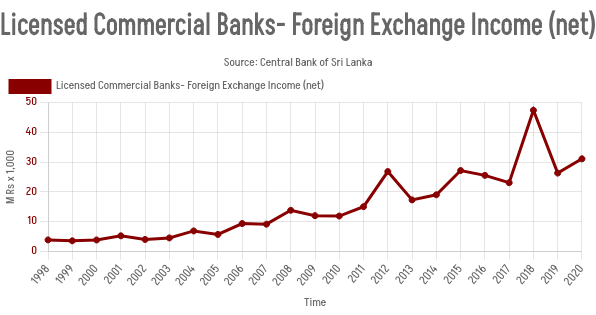 Licensed Commercial Banks- Foreign Exchange Income (net)
Source: Central Bank of Sri Lanka
Licensed Commercial Banks- Foreign Exchange Income (net)
M Rs x 1,000
50
40
30
20
10
0
1998 1999 2000 2001 2002 2003 2004 2005 2006 2007 2008 2009 2010 2011 2012 2013 2014 2015 2016 2017 2018 2019 2020
Time